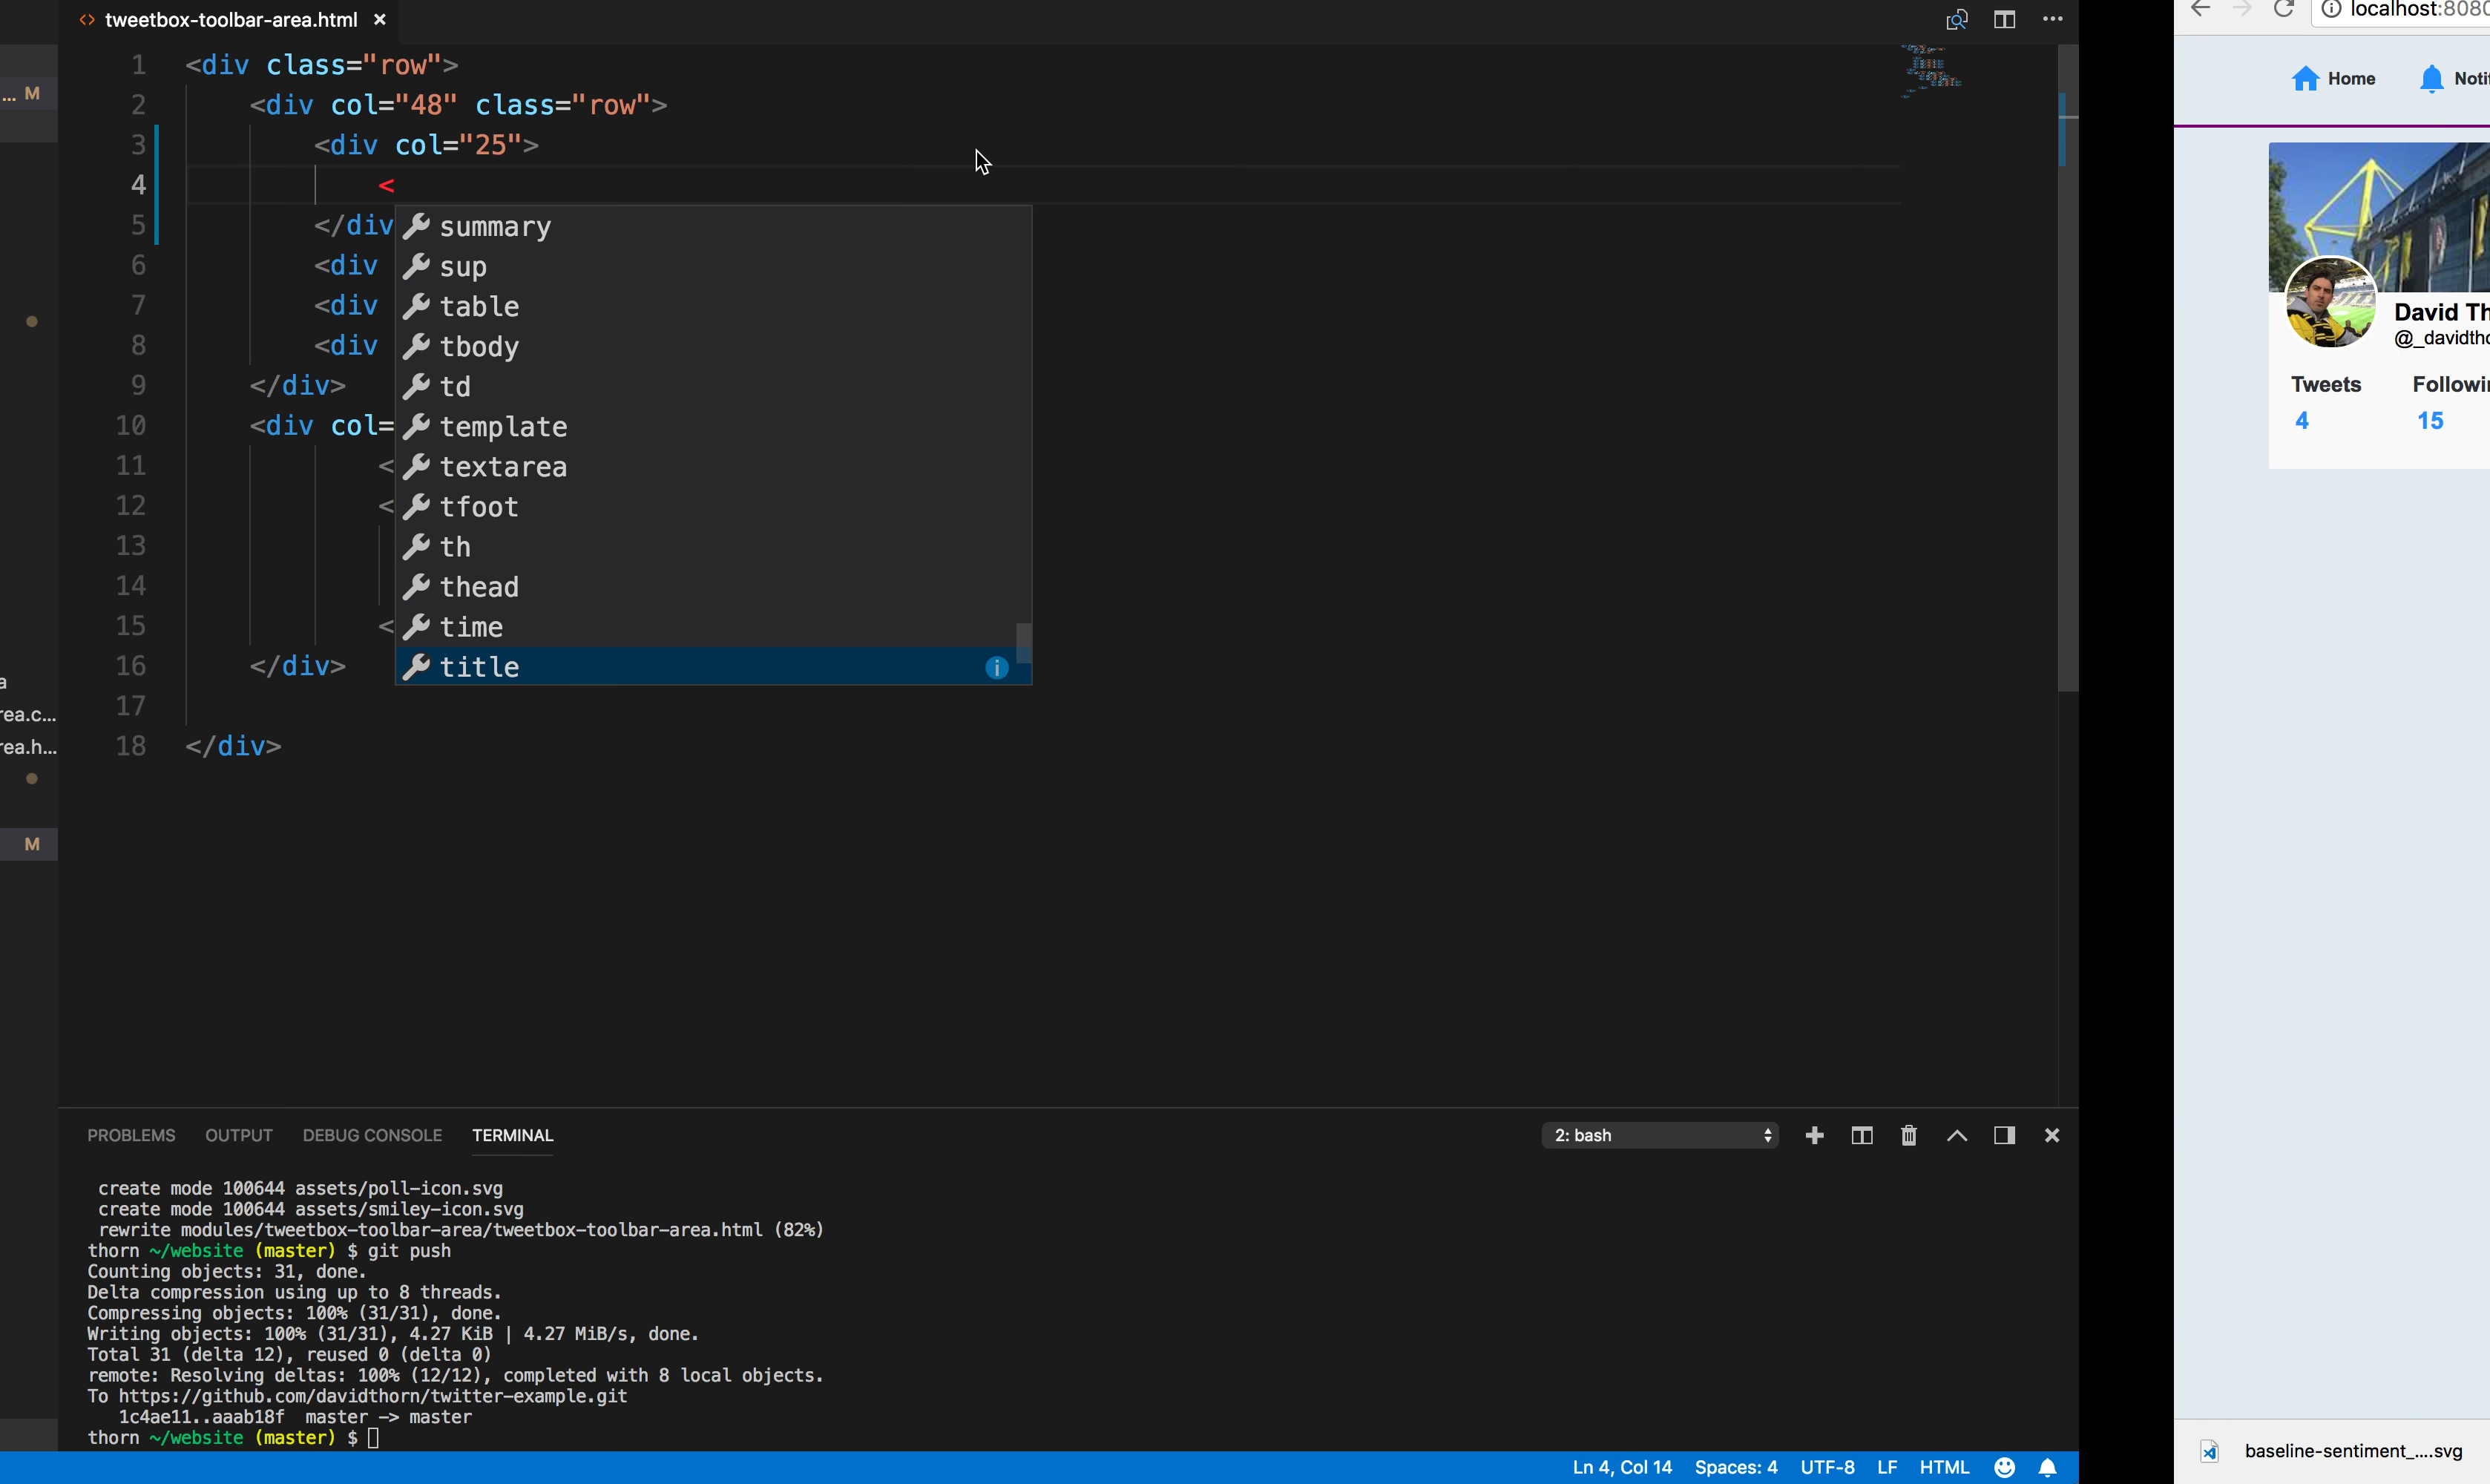 tweetbox-toolbar-area.html
1 <div class="row">
2 <div col="48" class="row">
3 <div col="25">
4 <
5 </div
6 <div
7 <div
8 <div
9 </div>
10 <div col=
11 <
12 <
13
14
15 <
16 </div>
17
18 </div>
summary
sup
table
tbody
td
template
textarea
tfoot
th
thead
time
title
... M
a
rea.c...
rea.h...
M
PROBLEMS OUTPUT DEBUG CONSOLE TERMINAL 2: bash
create mode 100644 assets/poll-icon.svg
create mode 100644 assets/smiley-icon.svg
rewrite modules/tweetbox-toolbar-area/tweetbox-toolbar-area.html (82%)
thorn ~/website (master) $ git push
Counting objects: 31, done.
Delta compression using up to 8 threads.
Compressing objects: 100% (31/31), done.
Writing objects: 100% (31/31), 4.27 KiB | 4.27 MiB/s, done.
Total 31 (delta 12), reused 0 (delta 0)
remote: Resolving deltas: 100% (12/12), completed with 8 local objects.
To https://github.com/davidthorn/twitter-example.git
1c4ae11..aaab18f master -> master
thorn ~/website (master) $
Ln 4, Col 14 Spaces: 4 UTF-8 LF HTML
localhost:8080
Home Noti
David Th
@_davidtho
Tweets Followi
4 15
baseline-sentiment_....svg